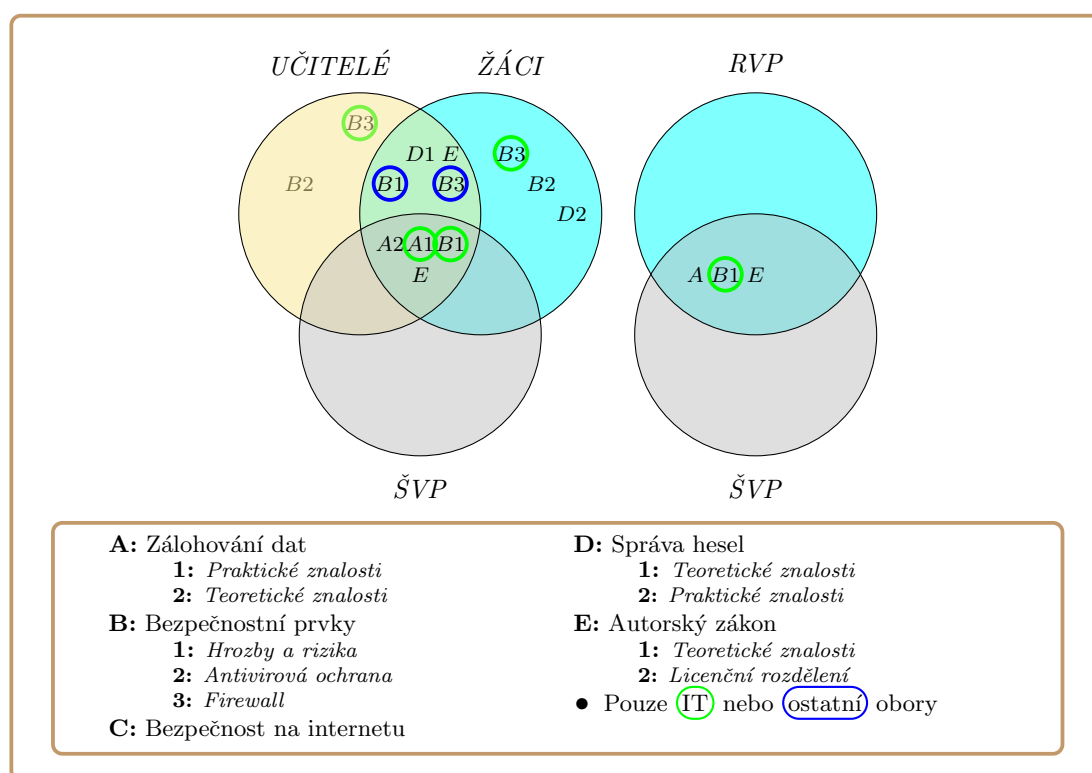 UČITELÉ ŽÁCI RVP
B3
D1 E B3
B2 B1 B3 B2
D2
A2 A1 B1
E
A B1 E
ŠVP ŠVP
A: Zálohování dat
1: Praktické znalosti
2: Teoretické znalosti
B: Bezpečnostní prvky
1: Hrozby a rizika
2: Antivirová ochrana
3: Firewall
C: Bezpečnost na internetu
D: Správa hesel
1: Teoretické znalosti
2: Praktické znalosti
E: Autorský zákon
1: Teoretické znalosti
2: Licenční rozdělení
• Pouze IT nebo ostatní obory